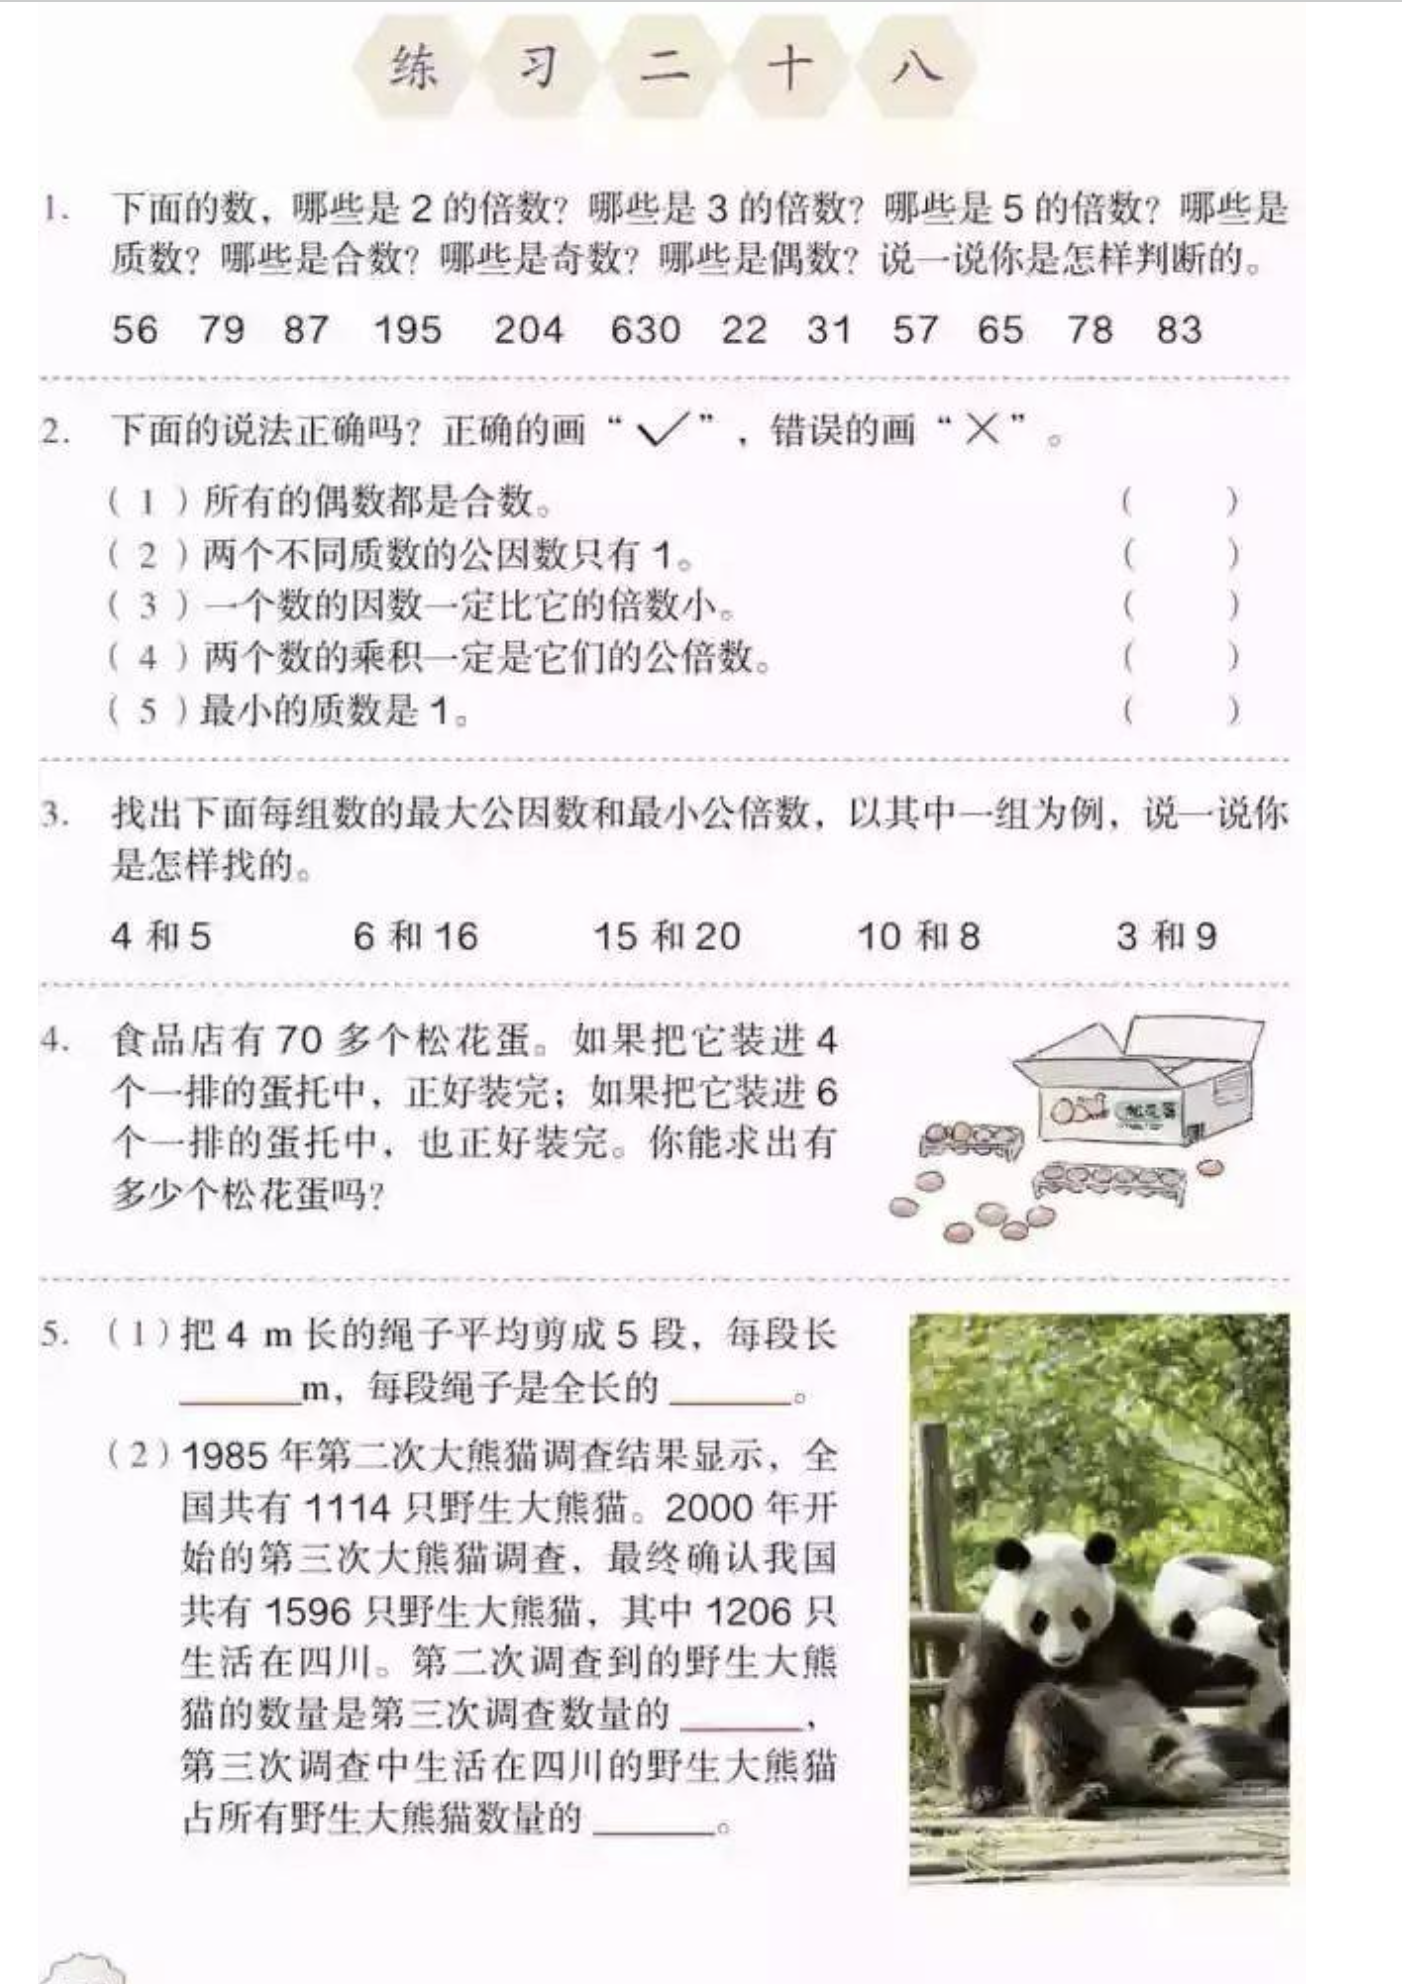 练习二十八
1. 下面的数，哪些是 2 的倍数？哪些是 3 的倍数？哪些是 5 的倍数？哪些是
质数？哪些是合数？哪些是奇数？哪些是偶数？说一说你是怎样判断的。
56 79 87 195 204 630 22 31 57 65 78 83
2. 下面的说法正确吗？正确的画“✓”，错误的画“×”。
（1）所有的偶数都是合数。 （ ）
（2）两个不同质数的公因数只有 1。 （ ）
（3）一个数的因数一定比它的倍数小。 （ ）
（4）两个数的乘积一定是它们的公倍数。 （ ）
（5）最小的质数是 1。 （ ）
3. 找出下面每组数的最大公因数和最小公倍数，以其中一组为例，说一说你
是怎样找的。
4 和 5 6 和 16 15 和 20 10 和 8 3 和 9
4. 食品店有 70 多个松花蛋。如果把它装进 4
个一排的蛋托中，正好装完；如果把它装进 6
个一排的蛋托中，也正好装完。你能求出有
多少个松花蛋吗？
松花蛋
5. （1）把 4 m 长的绳子平均剪成 5 段，每段长
______m，每段绳子是全长的 ______。
（2）1985 年第二次大熊猫调查结果显示，全
国共有 1114 只野生大熊猫。2000 年开
始的第三次大熊猫调查，最终确认我国
共有 1596 只野生大熊猫，其中 1206 只
生活在四川。第二次调查到的野生大熊
猫的数量是第三次调查数量的 ______，
第三次调查中生活在四川的野生大熊猫
占所有野生大熊猫数量的 ______。